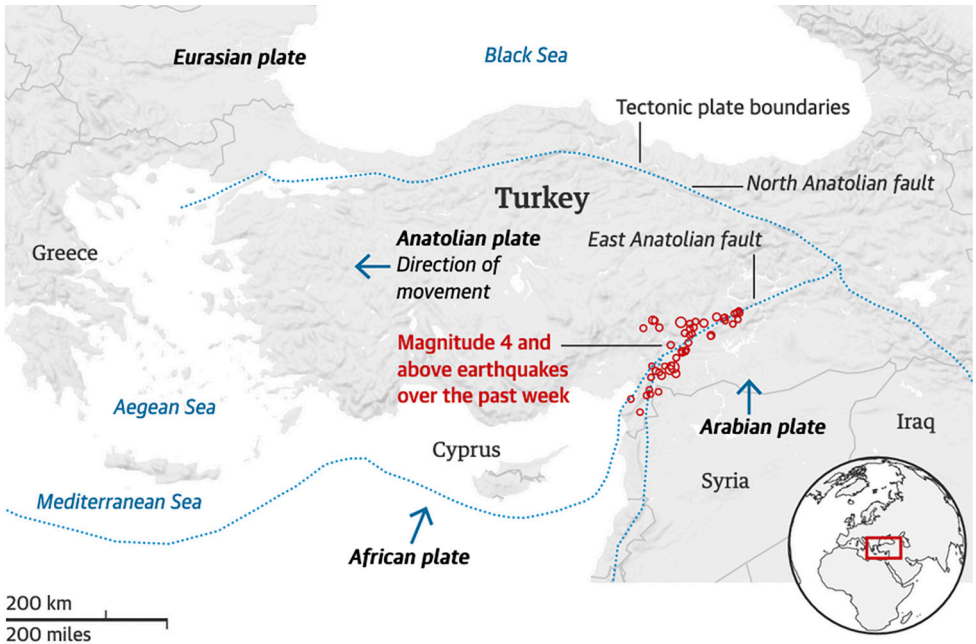 Eurasian plate
Black Sea
Tectonic plate boundaries
North Anatolian fault
Turkey
East Anatolian fault
Greece
Anatolian plate
Direction of
movement
Magnitude 4 and
above earthquakes
over the past week
Aegean Sea
Arabian plate
Iraq
Cyprus
Syria
Mediterranean Sea
African plate
200 km
200 miles